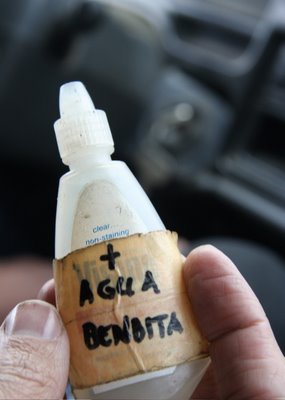 clear
non-staining
+
AGUA
BENDITA